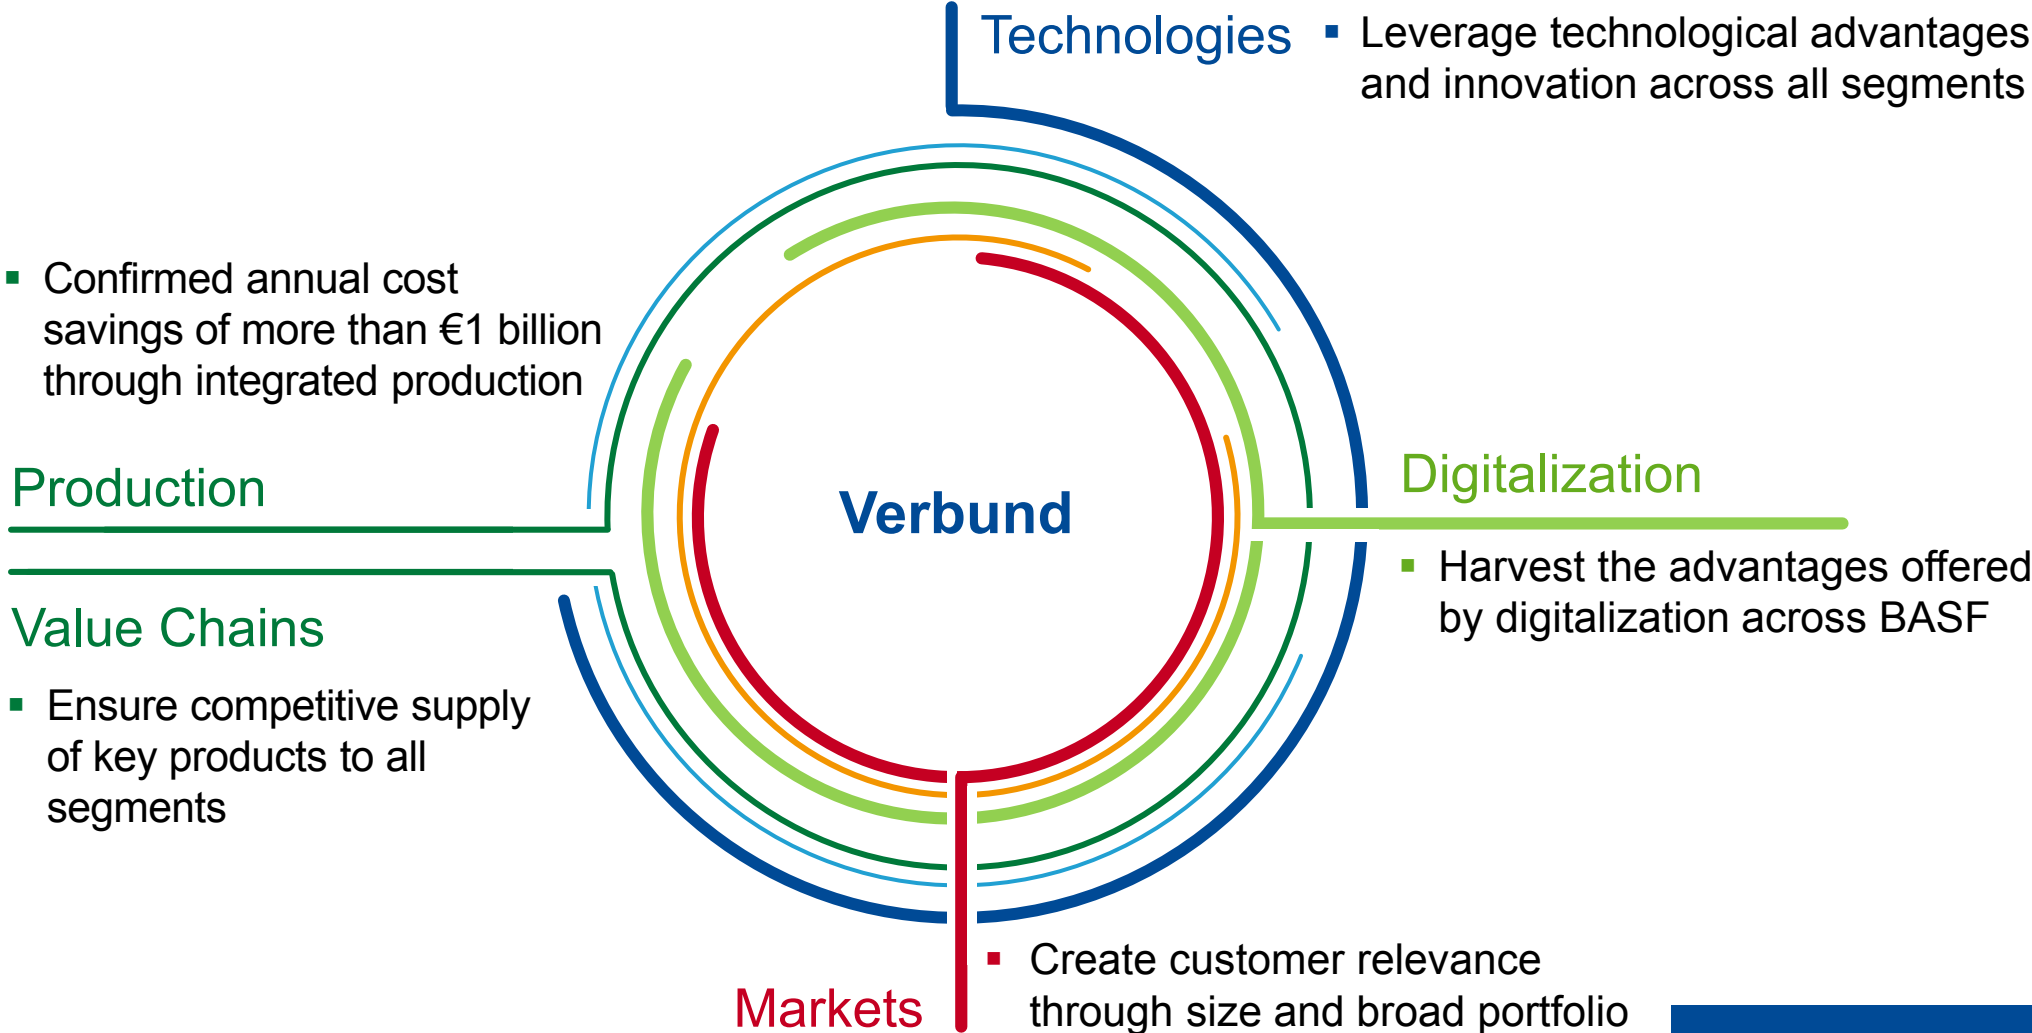 Technologies
▪ Leverage technological advantages
and innovation across all segments
▪ Confirmed annual cost
savings of more than €1 billion
through integrated production
Production
Verbund
Digitalization
▪ Harvest the advantages offered
by digitalization across BASF
Value Chains
▪ Ensure competitive supply
of key products to all
segments
Markets
▪ Create customer relevance
through size and broad portfolio